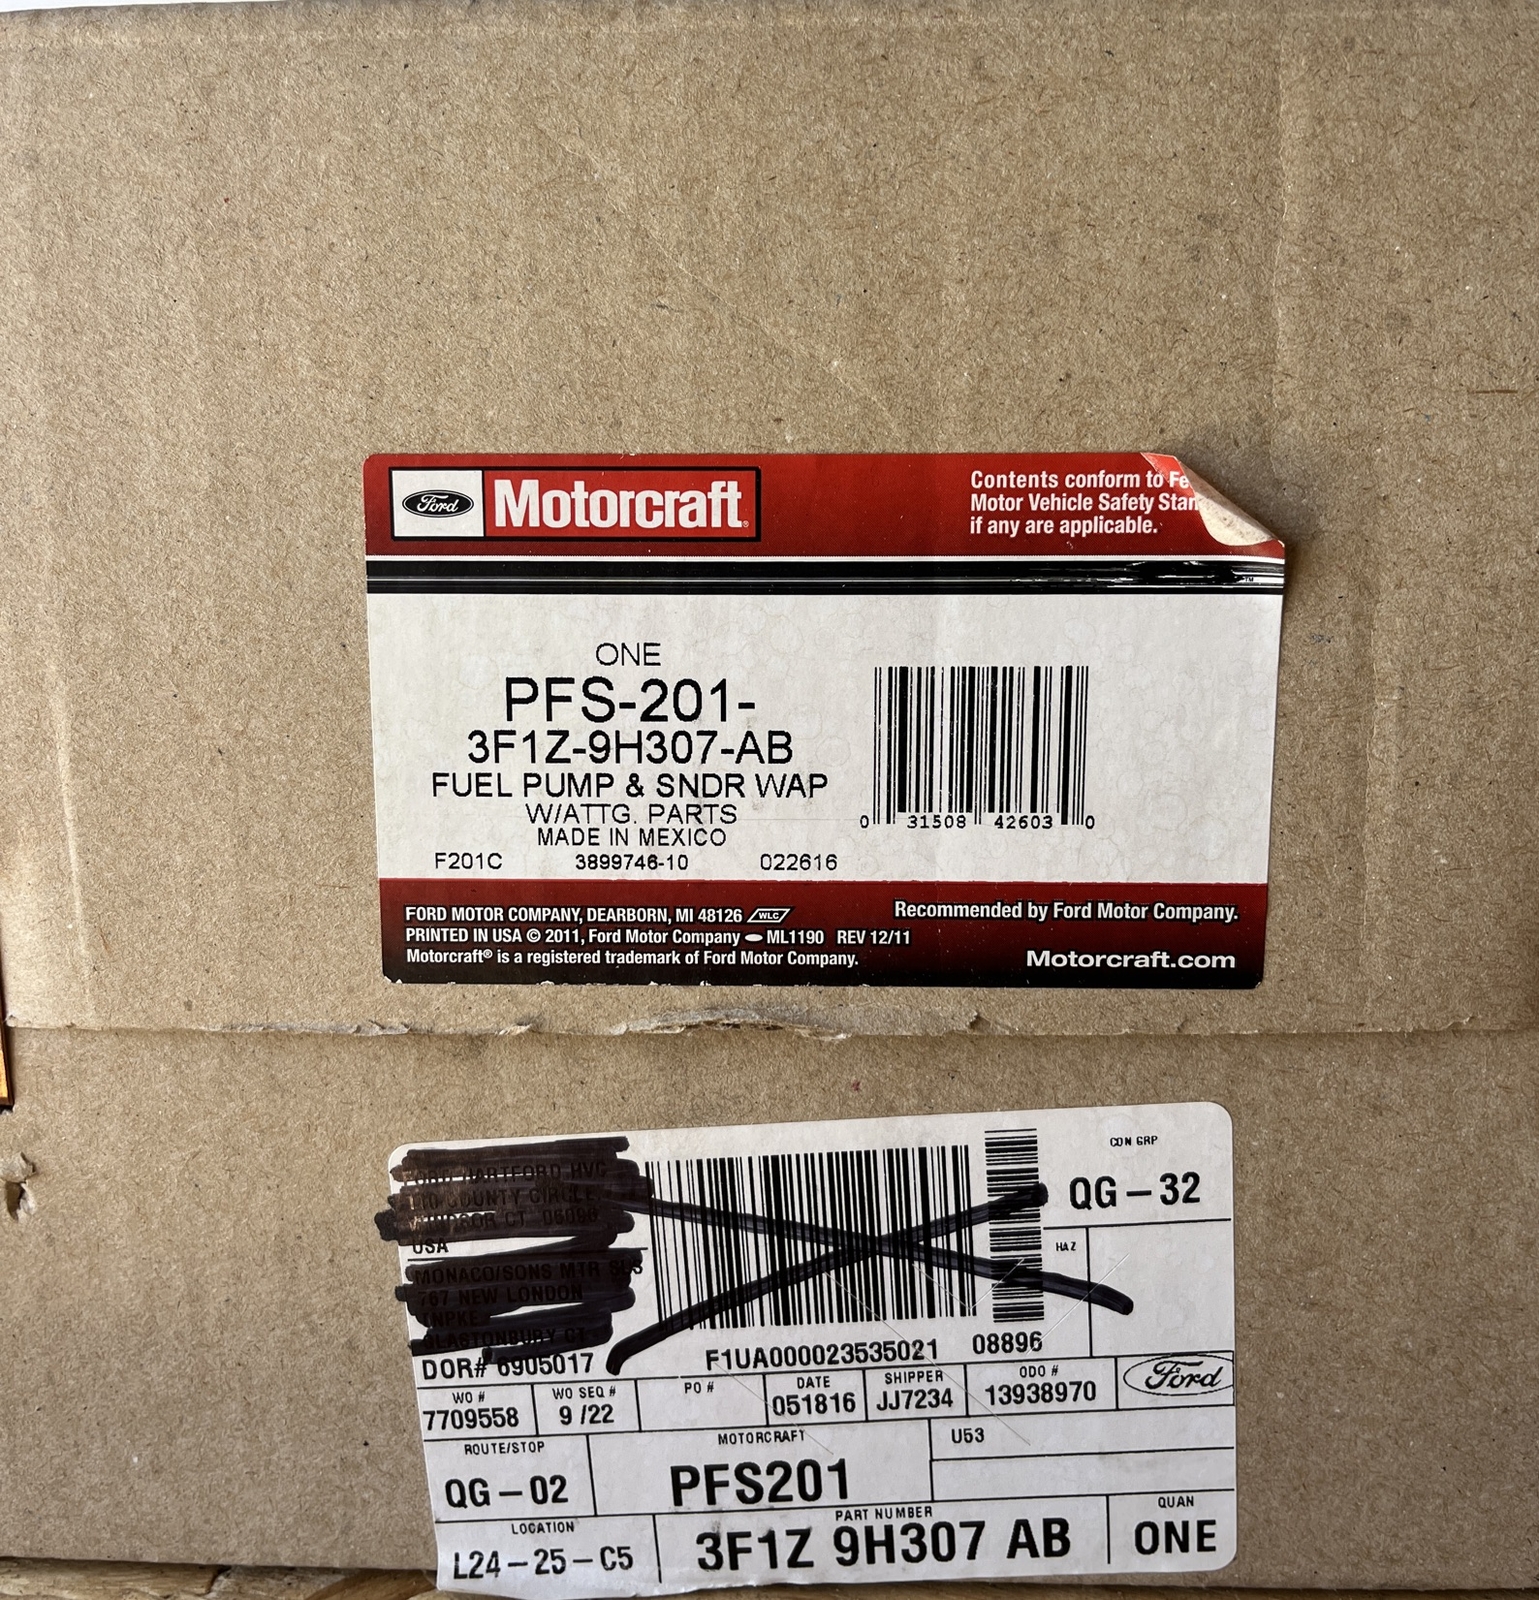 Ford Motorcraft®
Contents conform to Fe
Motor Vehicle Safety Stan
if any are applicable.
ONE
PFS-201-
3F1Z-9H307-AB
FUEL PUMP & SNDR WAP
W/ATTG. PARTS
MADE IN MEXICO
F201C 3899746-10 022616
0 31508 42603 0
FORD MOTOR COMPANY, DEARBORN, MI 48126 WLC
PRINTED IN USA © 2011, Ford Motor Company ML1190 REV 12/11
Motorcraft® is a registered trademark of Ford Motor Company.
Recommended by Ford Motor Company.
Motorcraft.com
USA
DOR# 6905017
F1UA000023535021 08896
CON GRP
QG-32
HAZ
WO #
7709558
WO SEQ #
9 /22
PO #
DATE
051816
SHIPPER
JJ7234
ODO #
13938970
Ford
ROUTE/STOP
QG-02
MOTORCRAFT
PFS201
U53
LOCATION
L24-25-C5
PART NUMBER
3F1Z 9H307 AB
QUAN
ONE